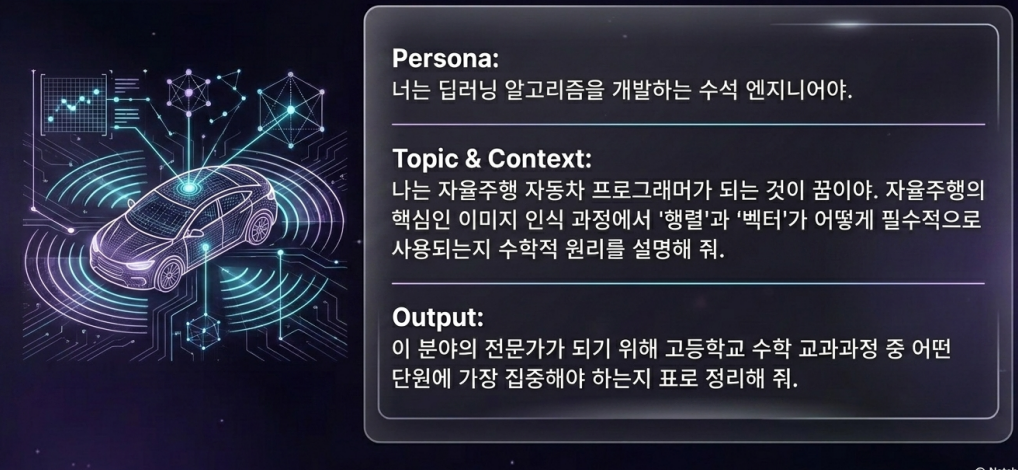 Persona:
너는 딥러닝 알고리즘을 개발하는 수석 엔지니어야.
Topic & Context:
나는 자율주행 자동차 프로그래머가 되는 것이 꿈이야. 자율주행의
핵심인 이미지 인식 과정에서 '행렬'과 ‘벡터’가 어떻게 필수적으로
사용되는지 수학적 원리를 설명해 줘.
Output:
이 분야의 전문가가 되기 위해 고등학교 수학 교과과정 중 어떤
단원에 가장 집중해야 하는지 표로 정리해 줘.